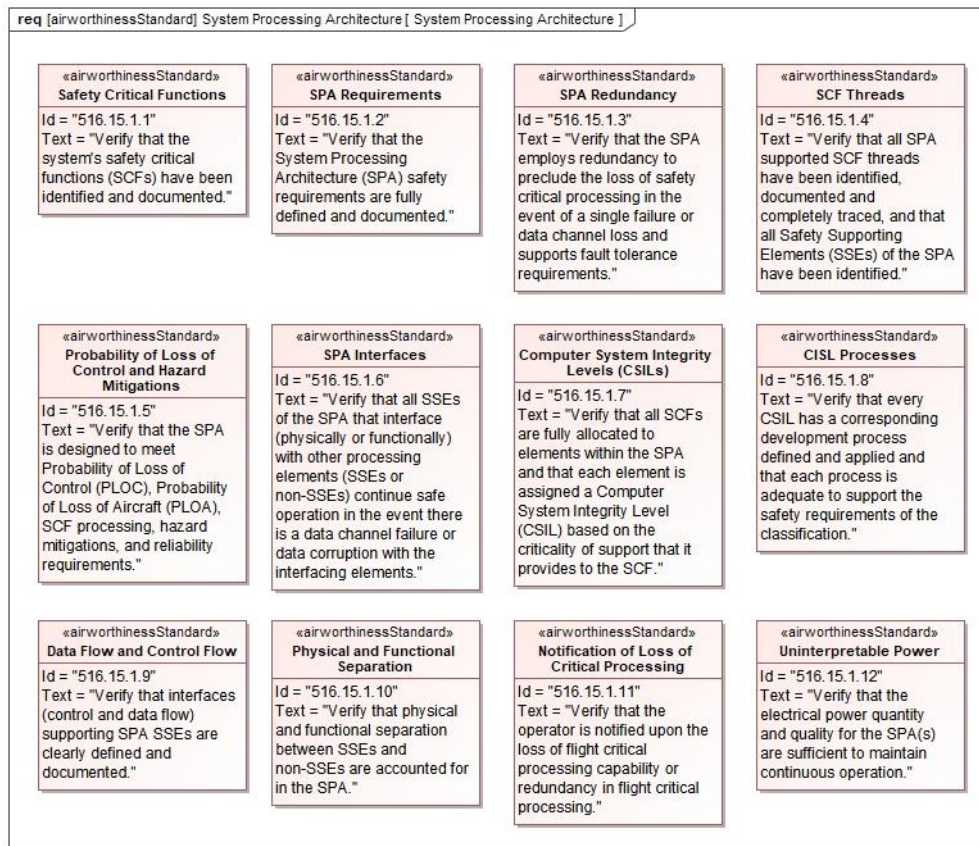 req [airworthinessStandard] System Processing Architecture [ System Processing Architecture ]
«airworthinessStandard»
Safety Critical Functions
Id = "516.15.1.1"
Text = "Verify that the
system's safety critical
functions (SCFs) have been
identified and documented."
«airworthinessStandard»
SPA Requirements
Id = "516.15.1.2"
Text = "Verify that the
System Processing
Architecture (SPA) safety
requirements are fully
defined and documented."
«airworthinessStandard»
SPA Redundancy
Id = "516.15.1.3"
Text = "Verify that the SPA
employs redundancy to
preclude the loss of safety
critical processing in the
event of a single failure or
data channel loss and
supports fault tolerance
requirements."
«airworthinessStandard»
SCF Threads
Id = "516.15.1.4"
Text = "Verify that all SPA
supported SCF threads
have been identified,
documented and
completely traced, and that
all Safety Supporting
Elements (SSEs) of the SPA
have been identified."
«airworthinessStandard»
Probability of Loss of
Control and Hazard
Mitigations
Id = "516.15.1.5"
Text = "Verify that the SPA
is designed to meet
Probability of Loss of
Control (PLOC), Probability
of Loss of Aircraft (PLOA),
SCF processing, hazard
mitigations, and reliability
requirements."
«airworthinessStandard»
SPA Interfaces
Id = "516.15.1.6"
Text = "Verify that all SSEs
of the SPA that interface
(physically or functionally)
with other processing
elements (SSEs or
non-SSEs) continue safe
operation in the event there
is a data channel failure or
data corruption with the
interfacing elements."
«airworthinessStandard»
Computer System Integrity
Levels (CSILs)
Id = "516.15.1.7"
Text = "Verify that all SCFs
are fully allocated to
elements within the SPA
and that each element is
assigned a Computer
System Integrity Level
(CSIL) based on the
criticality of support that it
provides to the SCF."
«airworthinessStandard»
CISL Processes
Id = "516.15.1.8"
Text = "Verify that every
CSIL has a corresponding
development process
defined and applied and
that each process is
adequate to support the
safety requirements of the
classification."
«airworthinessStandard»
Data Flow and Control Flow
Id = "516.15.1.9"
Text = "Verify that interfaces
(control and data flow)
supporting SPA SSEs are
clearly defined and
documented."
«airworthinessStandard»
Physical and Functional
Separation
Id = "516.15.1.10"
Text = "Verify that physical
and functional separation
between SSEs and
non-SSEs are accounted for
in the SPA."
«airworthinessStandard»
Notification of Loss of
Critical Processing
Id = "516.15.1.11"
Text = "Verify that the
operator is notified upon the
loss of flight critical
processing capability or
redundancy in flight critical
processing."
«airworthinessStandard»
Uninterpretable Power
Id = "516.15.1.12"
Text = "Verify that the
electrical power quantity
and quality for the SPA(s)
are sufficient to maintain
continuous operation."